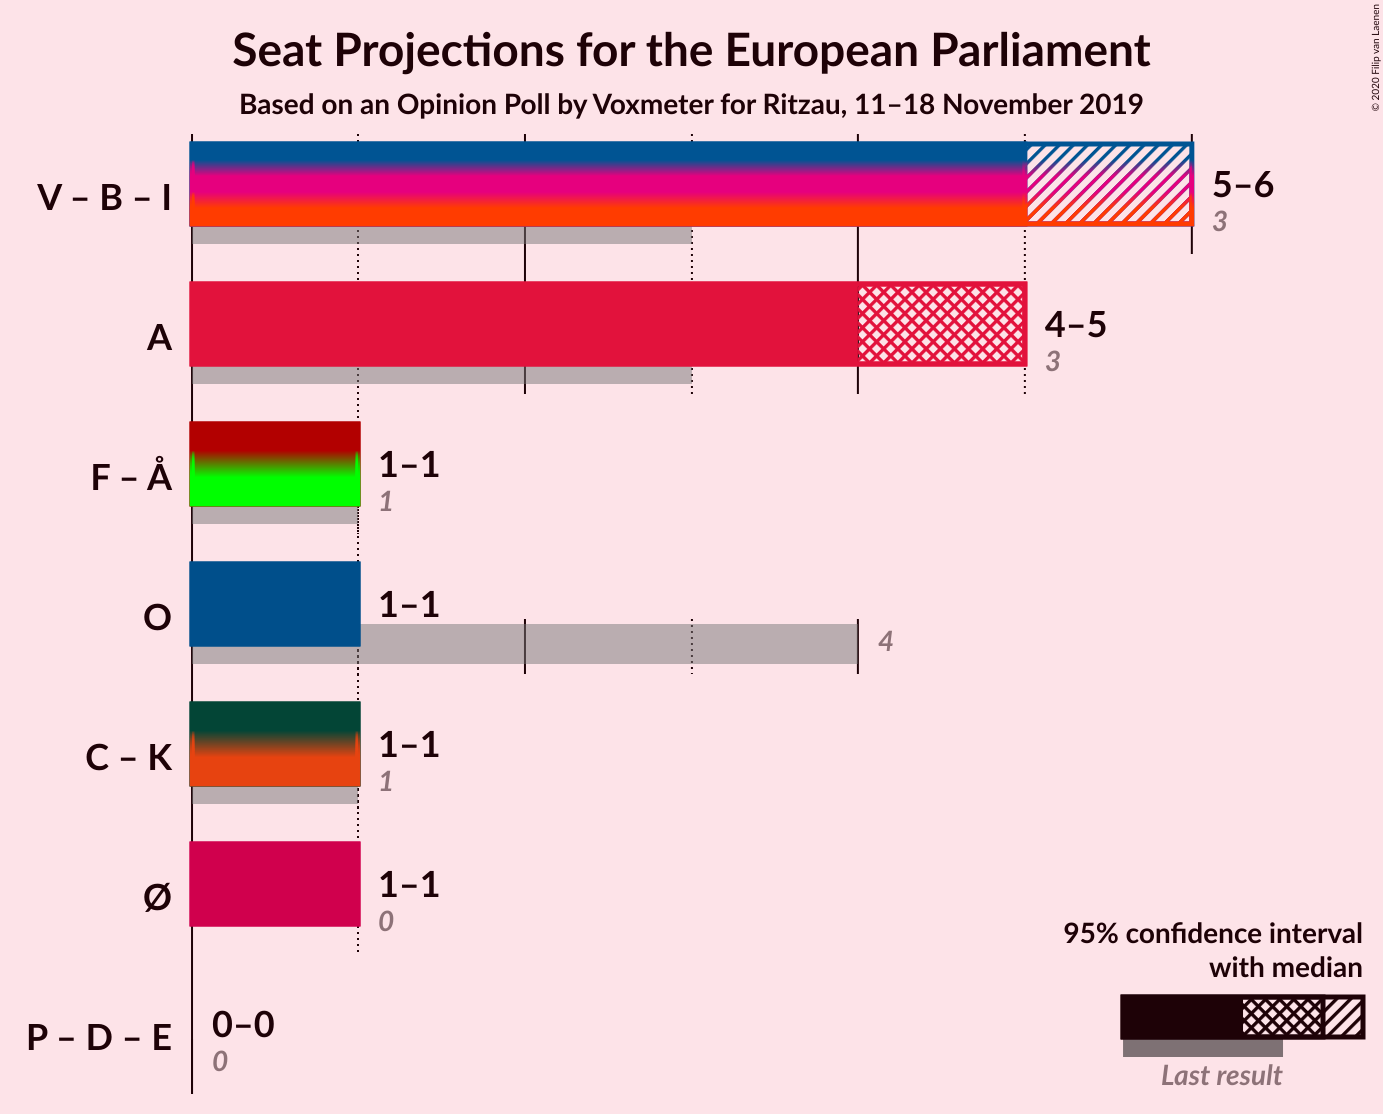 Seat Projections for the European Parliament
Based on an Opinion Poll by Voxmeter for Ritzau, 11–18 November 2019
© 2020 Filip van Laenen
V – B – I
5–6
3
A
4–5
3
F – Å
1–1
1
O
1–1
4
C – K
1–1
1
Ø
1–1
0
P – D – E
0–0
0
95% confidence interval
with median
Last result